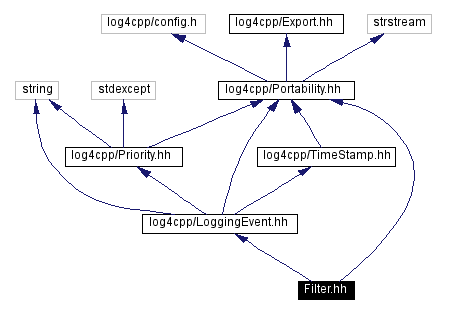 log4cpp/config.h
log4cpp/Export.hh
strstream
string
stdexcept
log4cpp/Portability.hh
log4cpp/Priority.hh
log4cpp/TimeStamp.hh
log4cpp/LoggingEvent.hh
Filter.hh